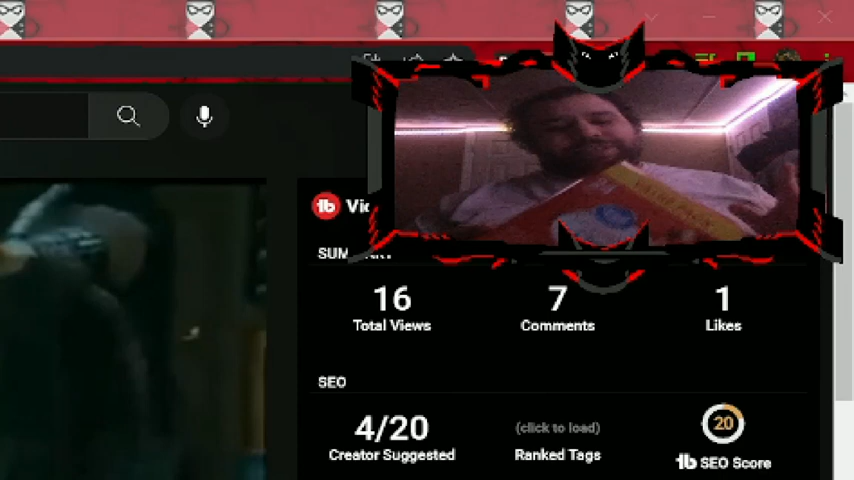 Vic
SUMMARY
16
7
1
Total Views
Comments
Likes
SEO
4/20
(click to load)
20
Creator Suggested
Ranked Tags
SEO Score